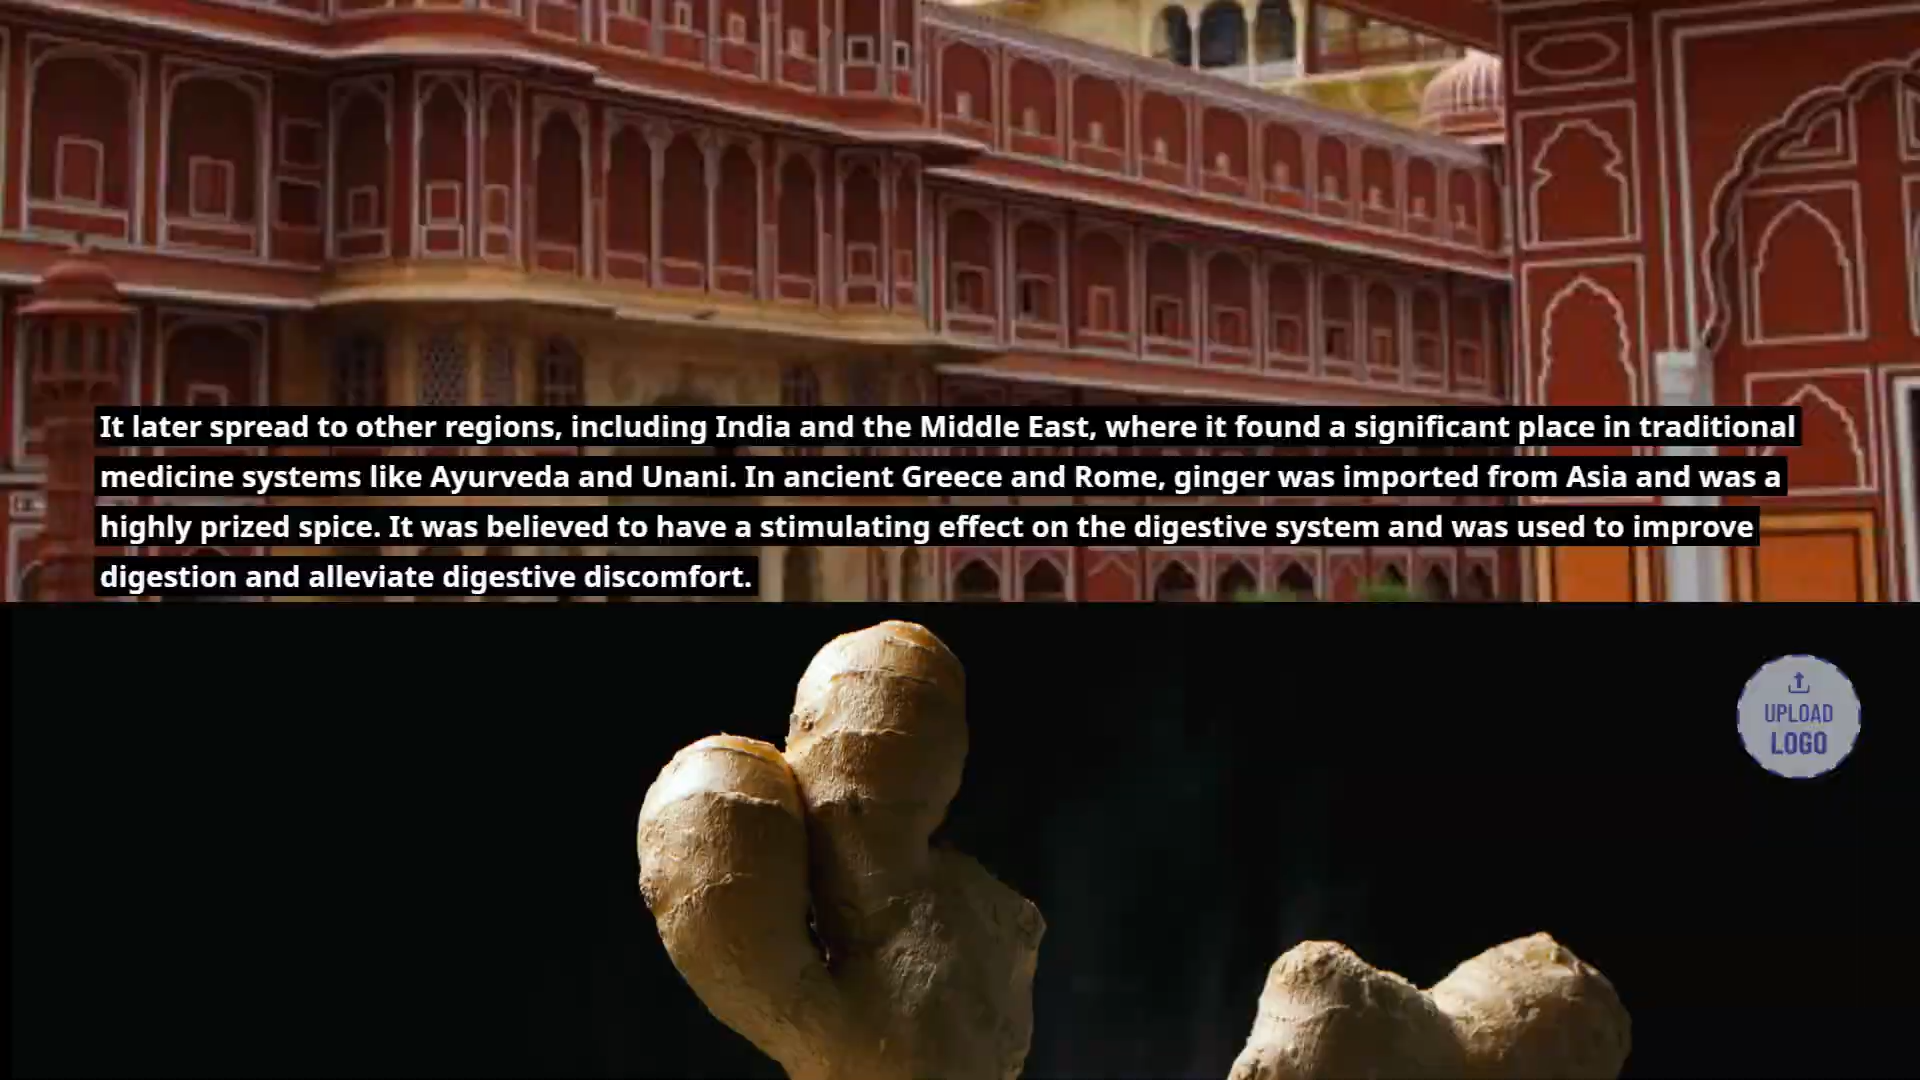 It later spread to other regions, including India and the Middle East, where it found a significant place in traditional
medicine systems like Ayurveda and Unani. In ancient Greece and Rome, ginger was imported from Asia and was a
highly prized spice. It was believed to have a stimulating effect on the digestive system and was used to improve
digestion and alleviate digestive discomfort.
UPLOAD
LOGO